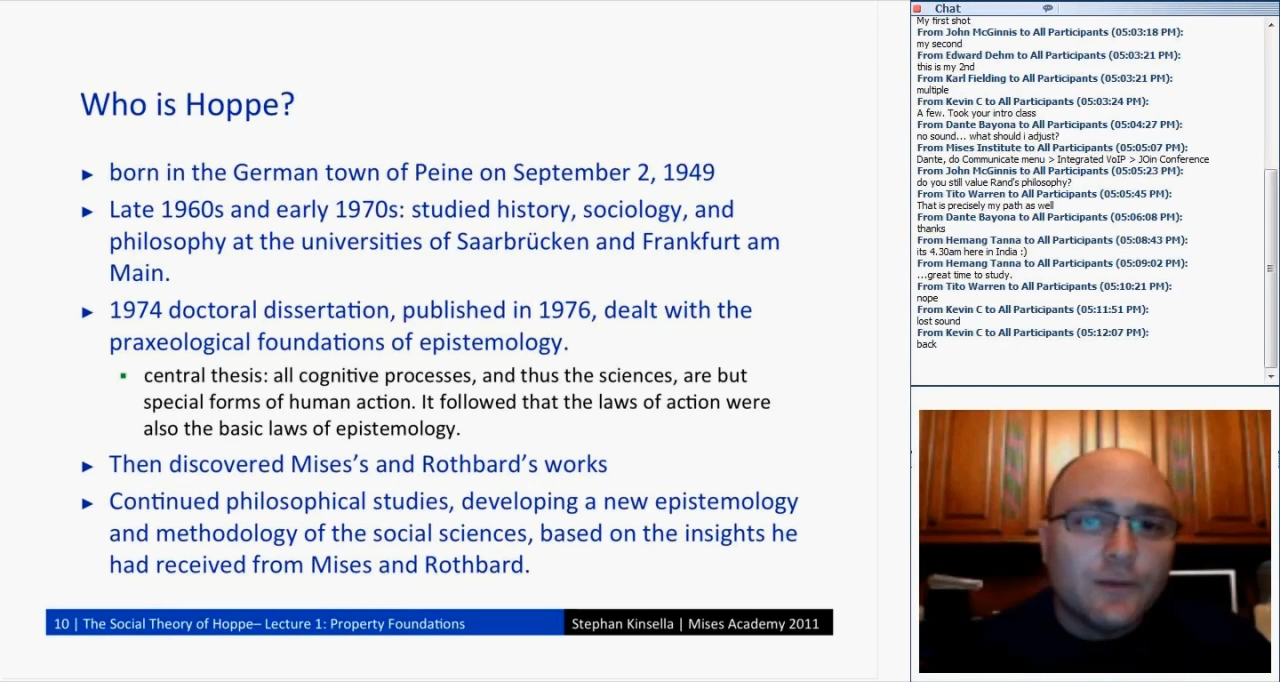 Who is Hoppe?
► born in the German town of Peine on September 2, 1949
► Late 1960s and early 1970s: studied history, sociology, and
philosophy at the universities of Saarbrücken and Frankfurt am
Main.
► 1974 doctoral dissertation, published in 1976, dealt with the
praxeological foundations of epistemology.
▪ central thesis: all cognitive processes, and thus the sciences, are but
special forms of human action. It followed that the laws of action were
also the basic laws of epistemology.
► Then discovered Mises’s and Rothbard’s works
► Continued philosophical studies, developing a new epistemology
and methodology of the social sciences, based on the insights he
had received from Mises and Rothbard.
10 | The Social Theory of Hoppe– Lecture 1: Property Foundations
Stephan Kinsella | Mises Academy 2011
Chat
My first shot
From John McGinnis to All Participants (05:03:18 PM):
my second
From Edward Dehm to All Participants (05:03:21 PM):
this is my 2nd
From Karl Fielding to All Participants (05:03:21 PM):
multiple
From Kevin C to All Participants (05:03:24 PM):
A few. Took your intro class
From Dante Bayona to All Participants (05:04:27 PM):
no sound... what should i adjust?
From Mises Institute to All Participants (05:05:07 PM):
Dante, do Communicate menu > Integrated VoIP > JOin Conference
From John McGinnis to All Participants (05:05:23 PM):
do you still value Rand's philosophy?
From Tito Warren to All Participants (05:05:45 PM):
That is precisely my path as well
From Dante Bayona to All Participants (05:06:08 PM):
thanks
From Hemang Tanna to All Participants (05:08:43 PM):
its 4.30am here in India :)
From Hemang Tanna to All Participants (05:09:02 PM):
...great time to study.
From Tito Warren to All Participants (05:10:21 PM):
nope
From Kevin C to All Participants (05:11:51 PM):
lost sound
From Kevin C to All Participants (05:12:07 PM):
back